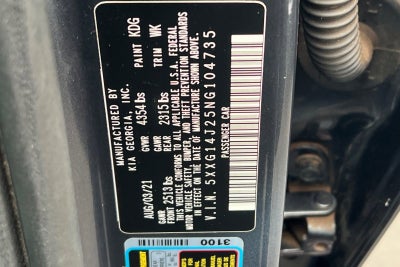 MANUFACTURED BY
KIA GEORGIA, INC.
AUG/03/21
GVWR 4354 lbs
PAINT KDG
FRONT 2513 lbs
REAR 2315 lbs
TRIM WK
THIS VEHICLE CONFORMS TO ALL APPLICABLE U.S.A. FEDERAL
MOTOR VEHICLE SAFETY, BUMPER, AND THEFT PREVENTION STANDARDS
IN EFFECT ON THE DATE OF MANUFACTURE SHOWN ABOVE.
V.I.N. 5XXG14J25NG104735
PASSENGER CAR
3100